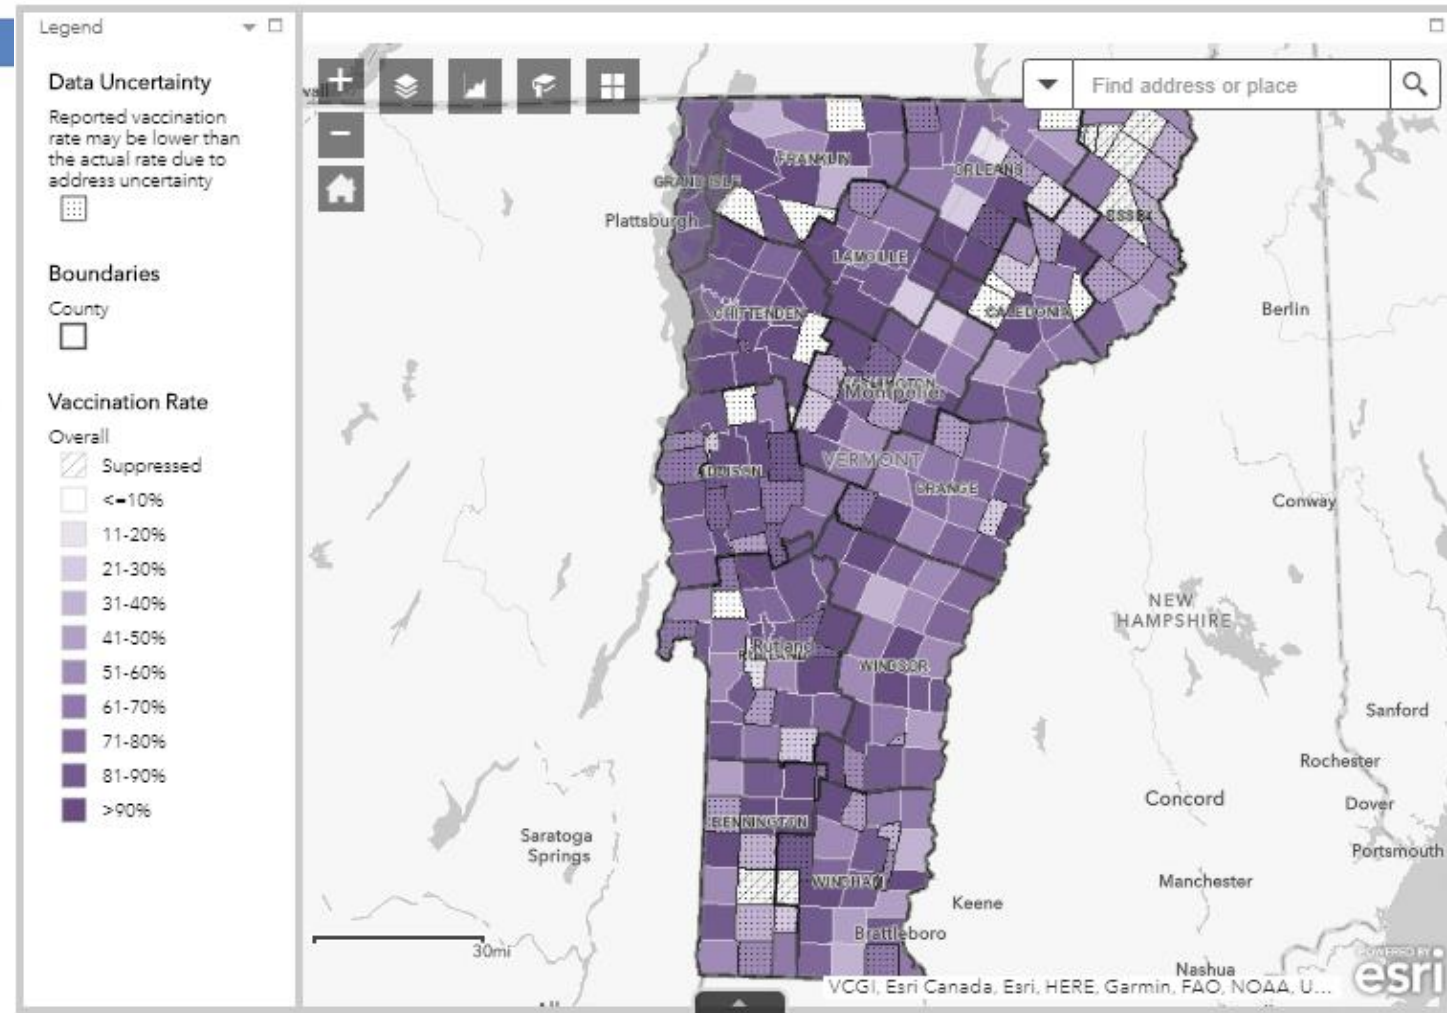 Legend
Data Uncertainty
Reported vaccination
rate may be lower than
the actual rate due to
address uncertainty
Boundaries
County
Vaccination Rate
Overall
Suppressed
<=10%
11-20%
21-30%
31-40%
41-50%
51-60%
61-70%
71-80%
81-90%
>90%
Find address or place
FRANKLIN
ORLEANS
GRAND ISLE
Plattsburgh
ESSEX
LAMOILLE
CHITTENDEN
CALEDONIA
Berlin
WASHINGTON
Montpelier
VERMONT
ADDISON
ORANGE
Conway
NEW
HAMPSHIRE
Rutland
RUTLAND
WINDSOR
Sanford
Rochester
Concord
Dover
BENNINGTON
Saratoga
Springs
Portsmouth
WINDHAM
Manchester
Keene
Brattleboro
30mi
Nashua
POWERED BY
esri
VCGI, Esri Canada, Esri, HERE, Garmin, FAO, NOAA, U...